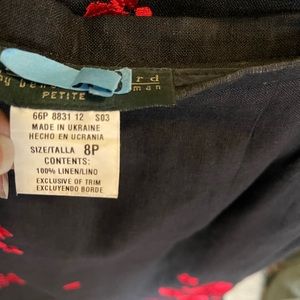 PETITE
66P 8831 12 S03
MADE IN UKRAINE
HECHO EN UCRANIA
SIZE/TALLA 8P
CONTENTS:
100% LINEN/LINO
EXCLUSIVE OF TRIM
EXCLUYENDO BORDE